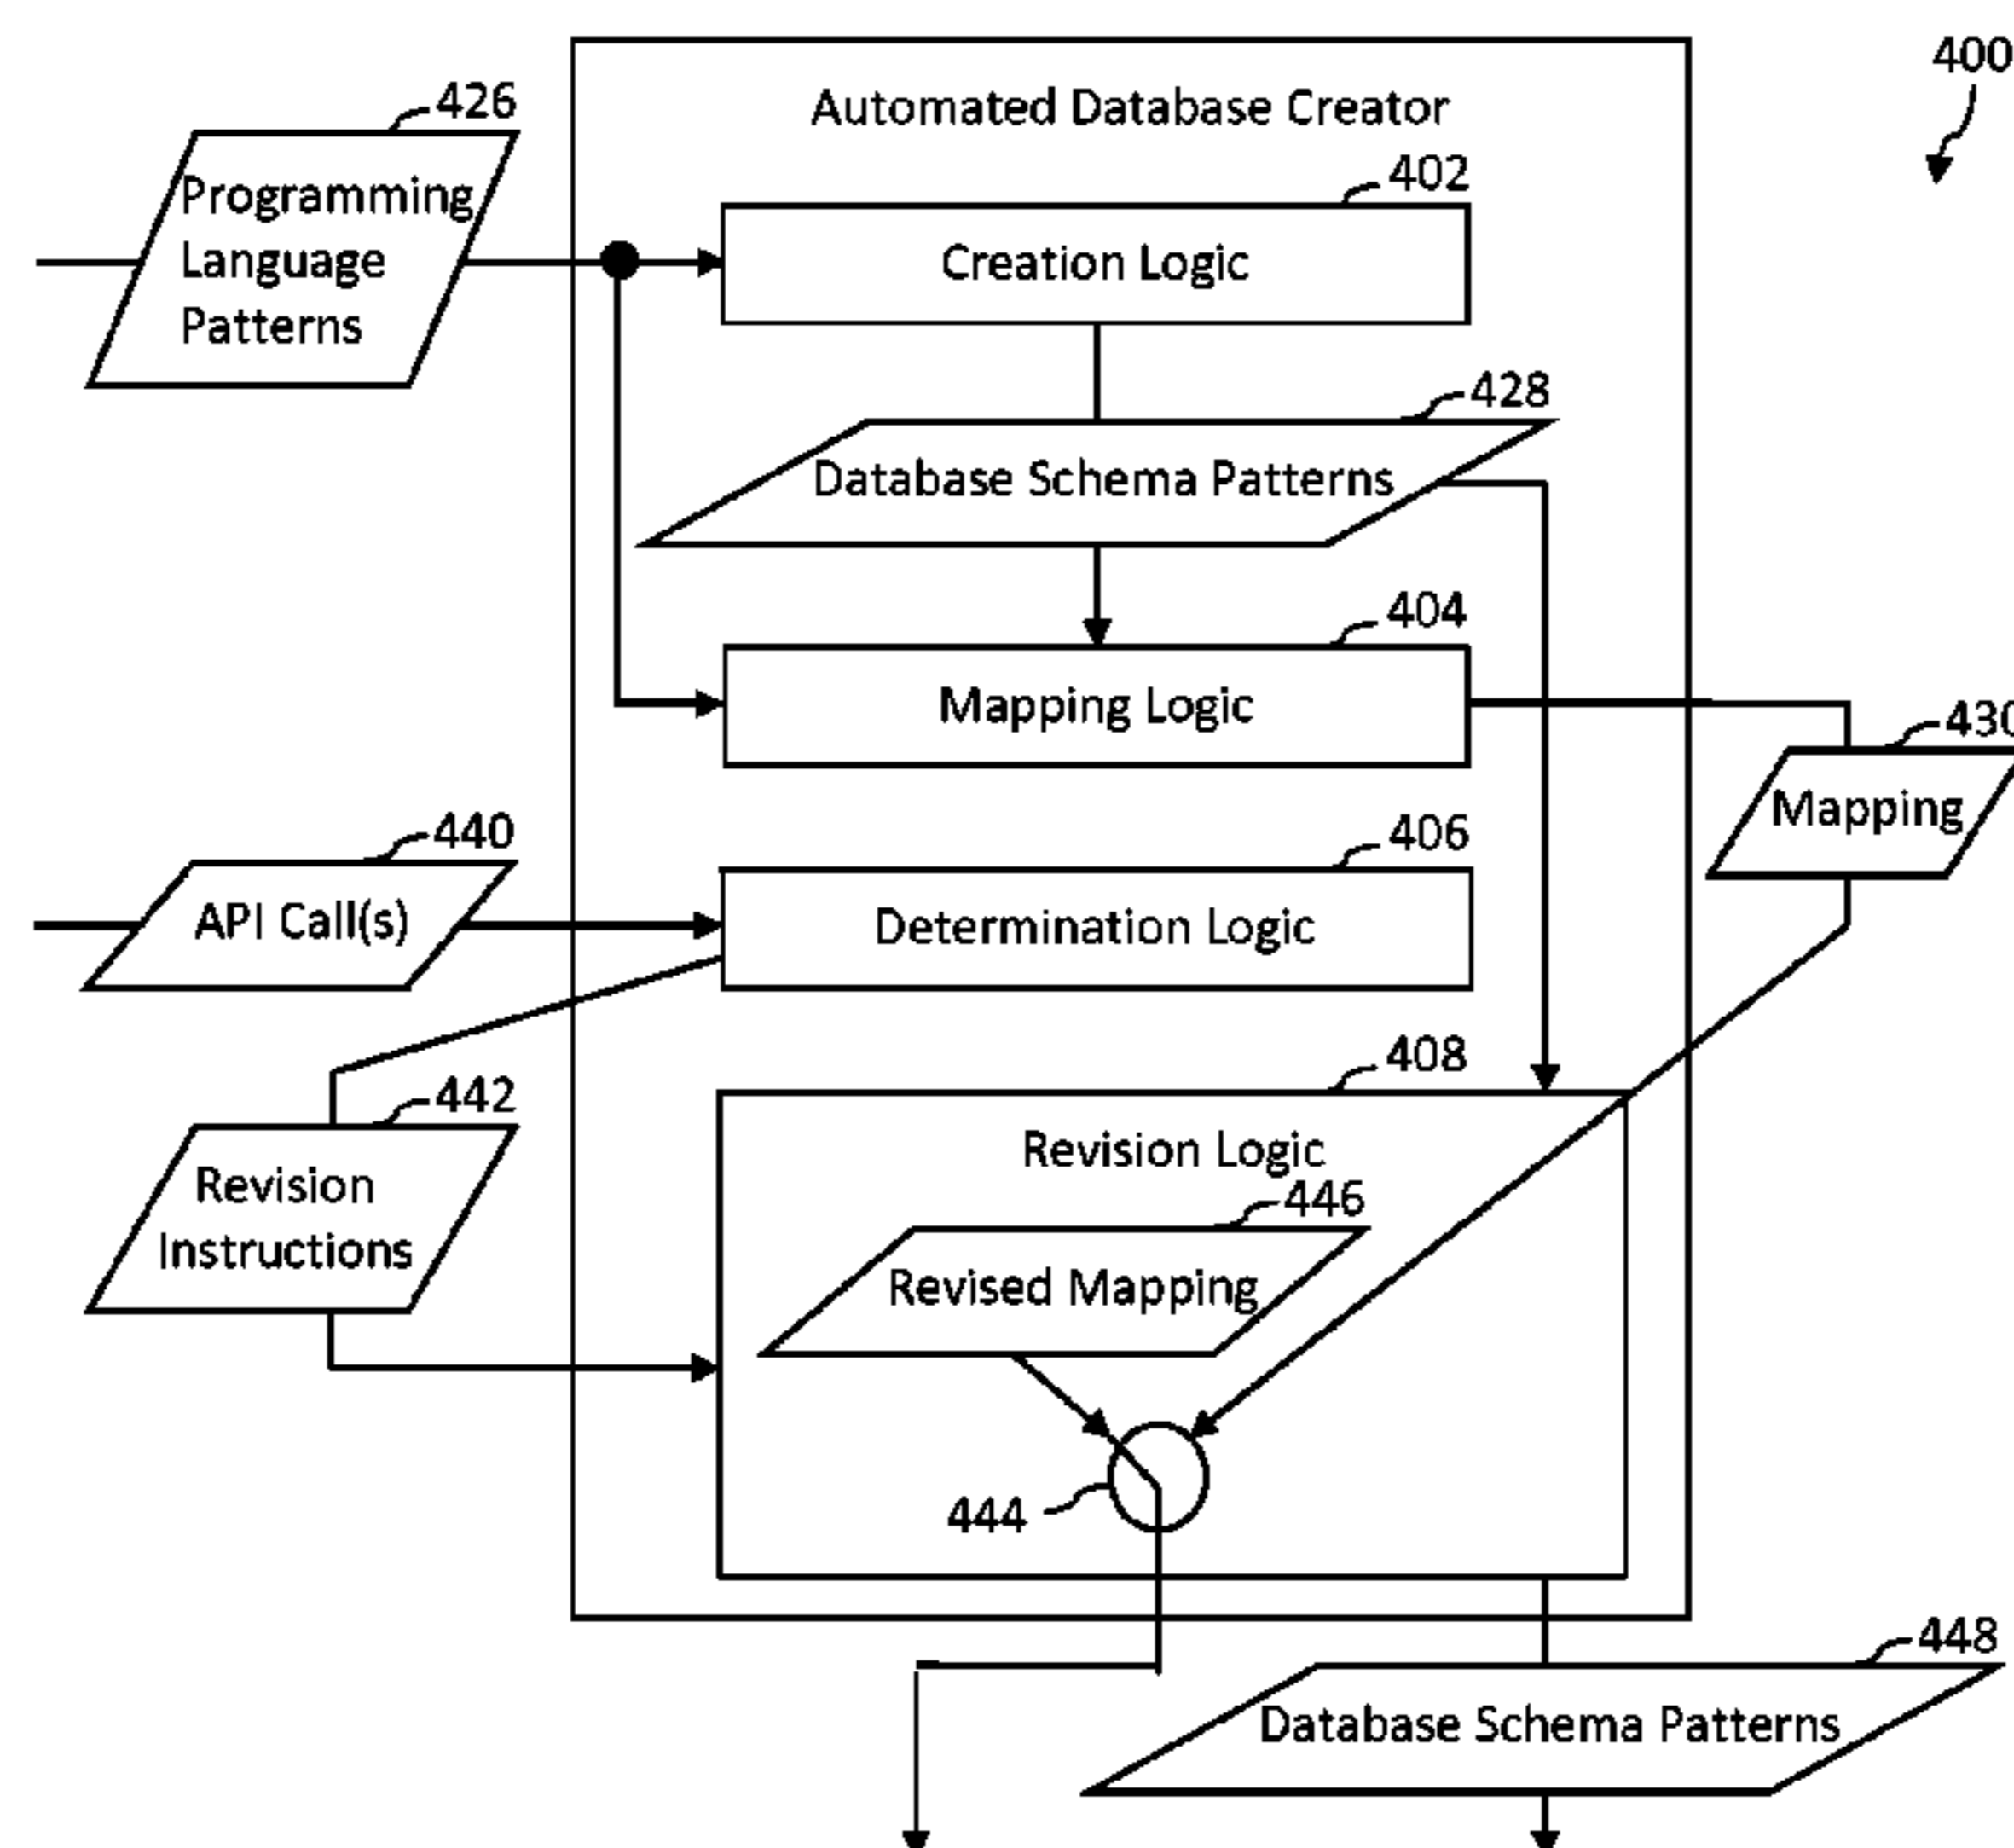 400
Automated Database Creator
426
Programming
Language
Patterns
402
Creation Logic
428
Database Schema Patterns
404
Mapping Logic
430
Mapping
440
API Call(s)
406
Determination Logic
442
Revision
Instructions
408
Revision Logic
446
Revised Mapping
444
448
Database Schema Patterns